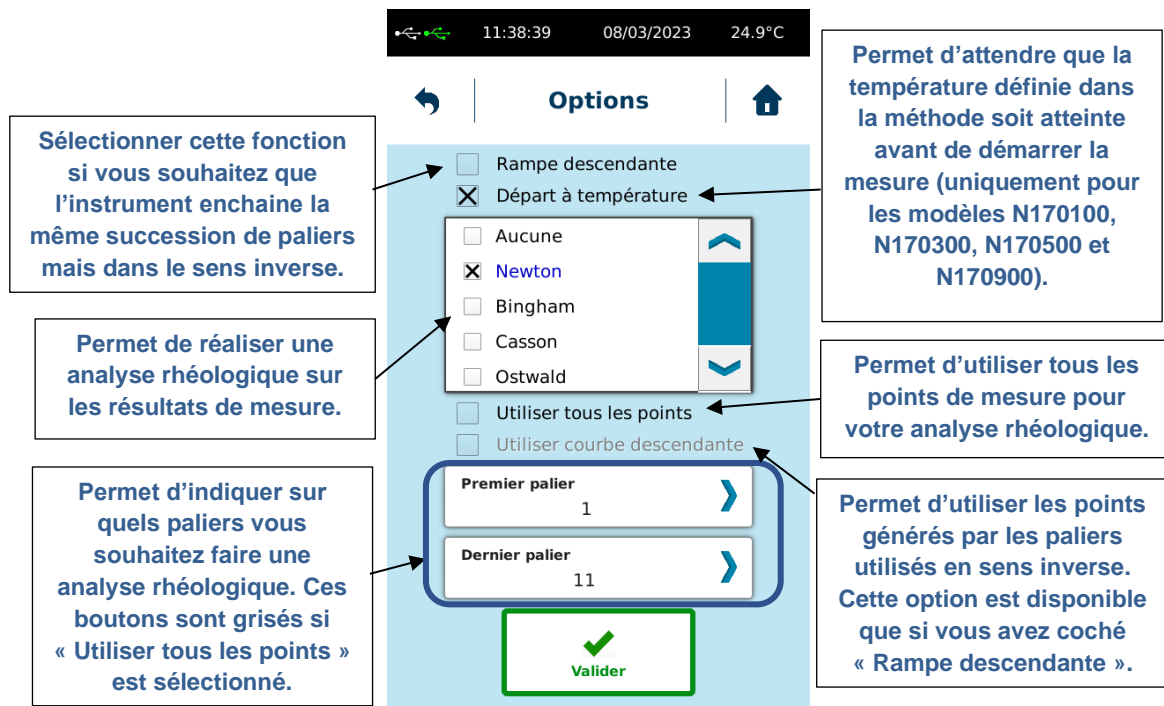 11:38:39 08/03/2023 24.9°C
Options
Sélectionner cette fonction
si vous souhaitez que
l’instrument enchaine la
même succession de paliers
mais dans le sens inverse.
Permet de réaliser une
analyse rhéologique sur
les résultats de mesure.
Permet d’indiquer sur
quels paliers vous
souhaitez faire une
analyse rhéologique. Ces
boutons sont grisés si
« Utiliser tous les points »
est sélectionné.
Rampe descendante
Départ à température
Aucune
Newton
Bingham
Casson
Ostwald
Utiliser tous les points
Utiliser courbe descendante
Premier palier
1
Dernier palier
11
Valider
Permet d’attendre que la
température définie dans
la méthode soit atteinte
avant de démarrer la
mesure (uniquement pour
les modèles N170100,
N170300, N170500 et
N170900).
Permet d’utiliser tous les
points de mesure pour
votre analyse rhéologique.
Permet d’utiliser les points
générés par les paliers
utilisés en sens inverse.
Cette option est disponible
que si vous avez coché
« Rampe descendante ».